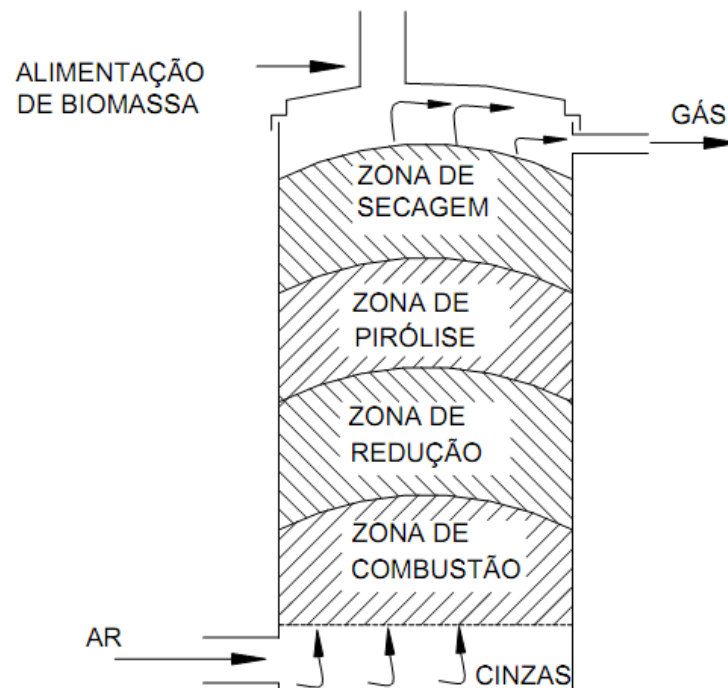 ALIMENTAÇÃO
DE BIOMASSA
GÁS
ZONA DE
SECAGEM
ZONA DE
PIRÓLISE
ZONA DE
REDUÇÃO
ZONA DE
COMBUSTÃO
AR
CINZAS